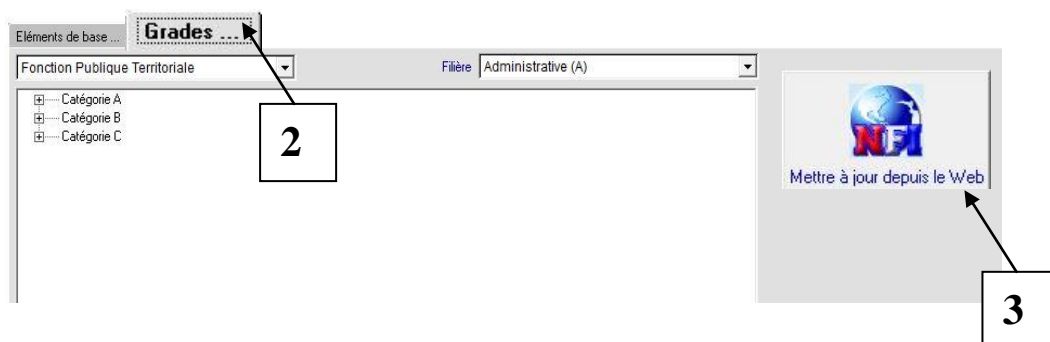 Eléments de base ...
Grades ...
Fonction Publique Territoriale
Filière
Administrative (A)
Catégorie A
Catégorie B
Catégorie C
2
NFI
Mettre à jour depuis le Web
3